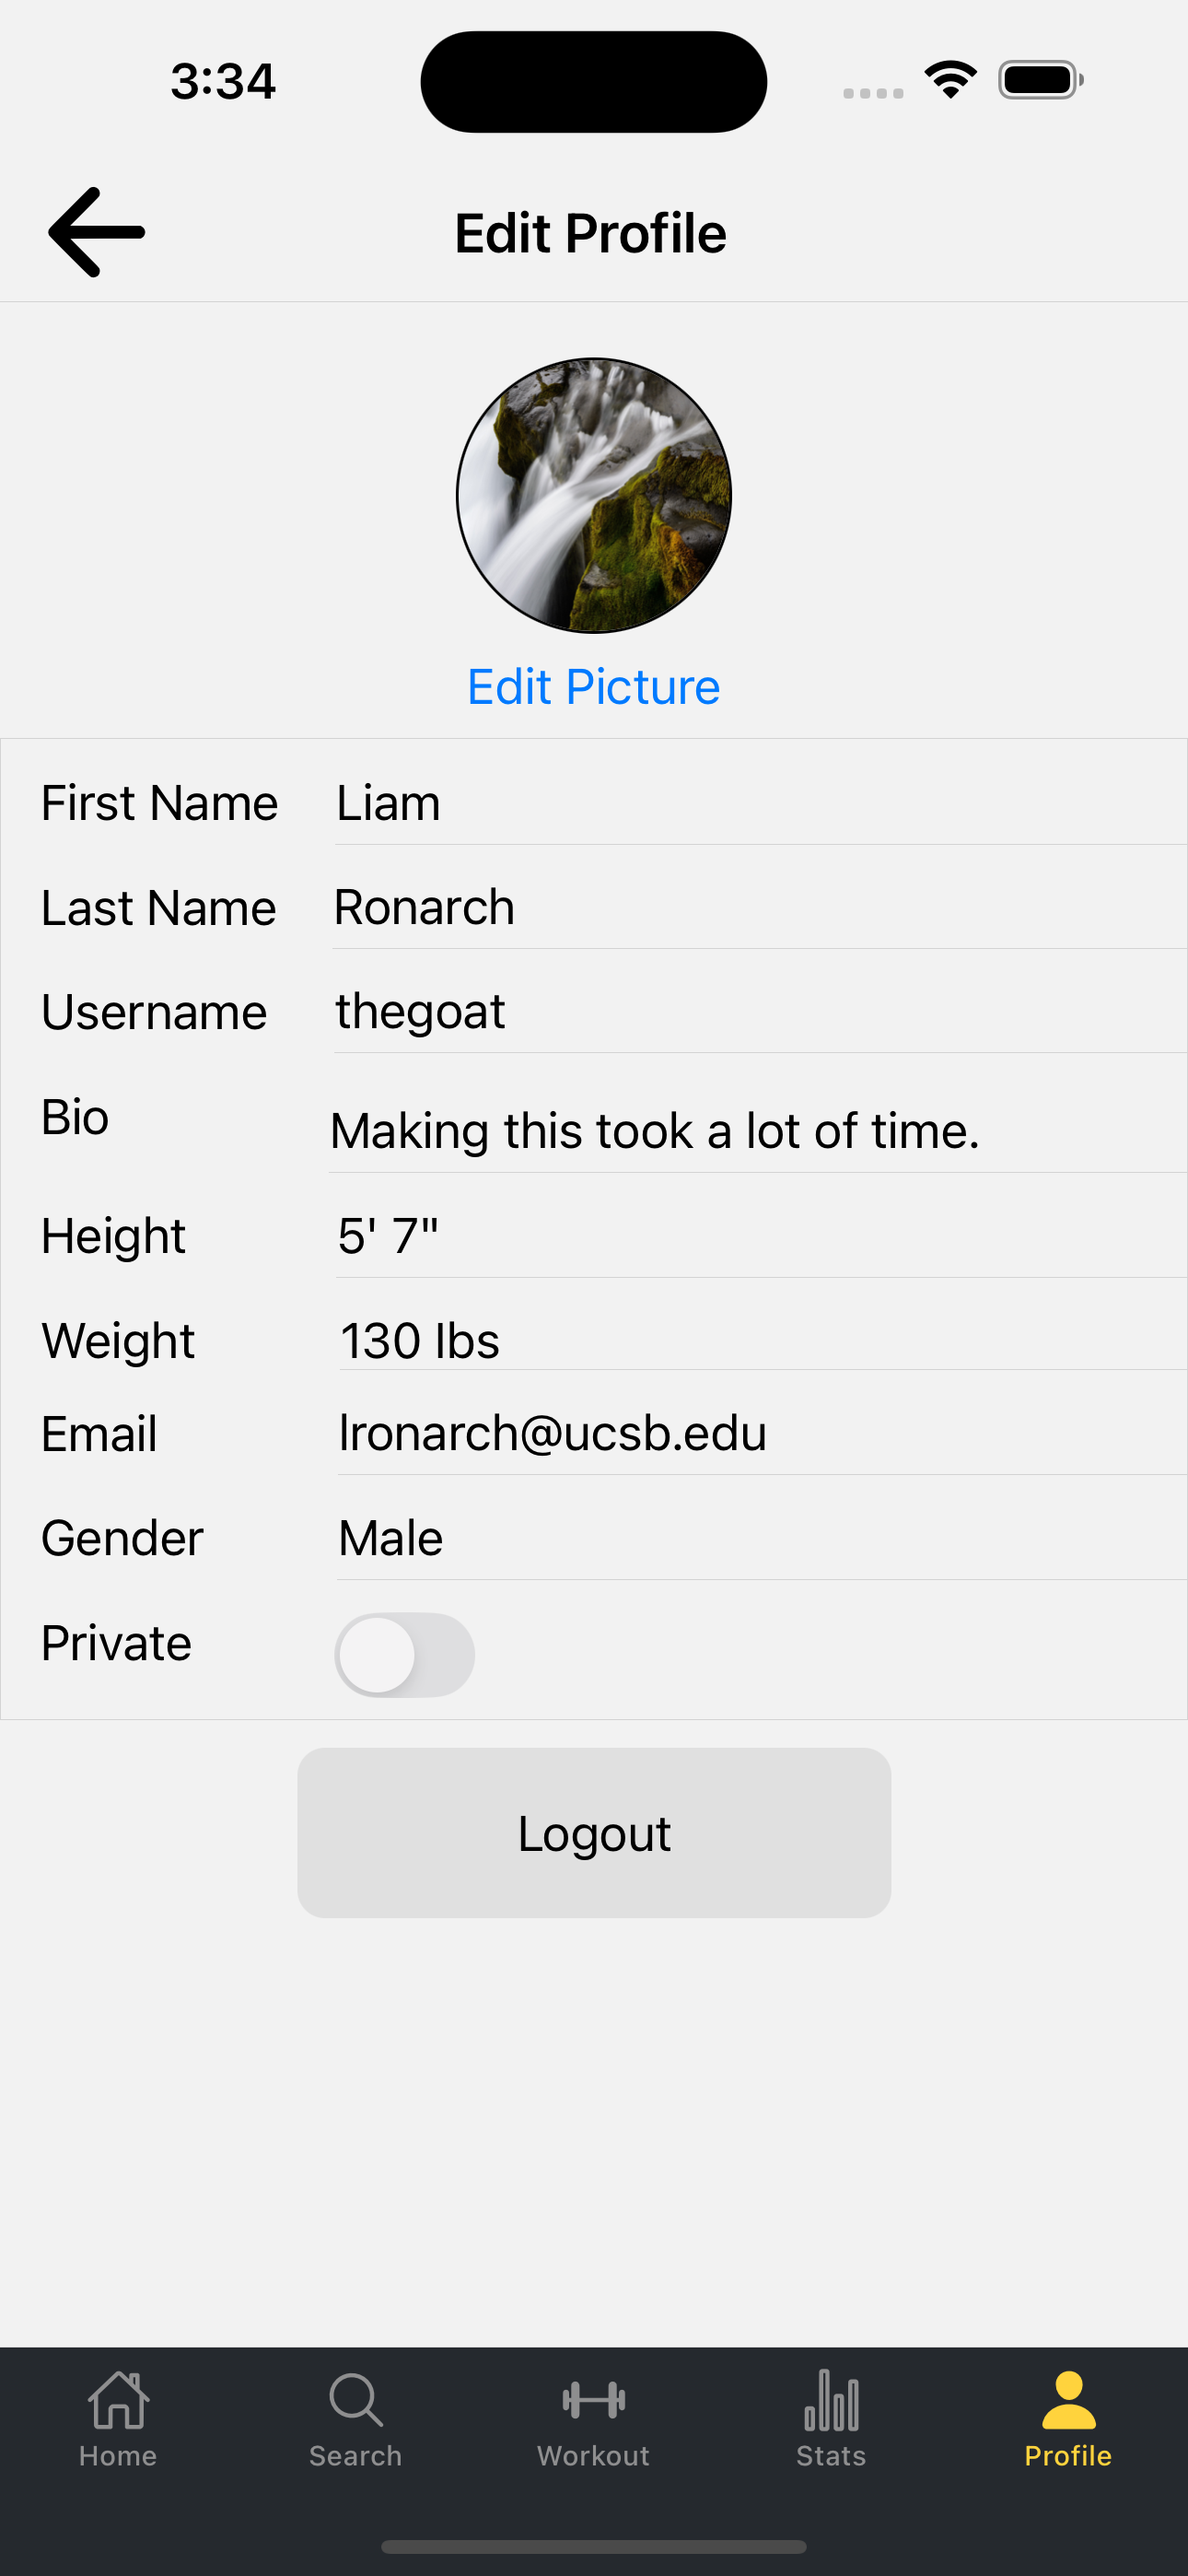 3:34
Edit Profile
Edit Picture
First Name Liam
Last Name Ronarch
Username thegoat
Bio Making this took a lot of time.
Height 5' 7"
Weight 130 lbs
Email lronarch@ucsb.edu
Gender Male
Private
Logout
Home Search Workout Stats Profile